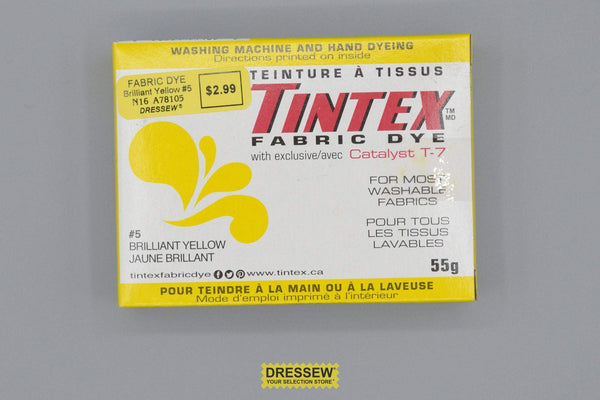 WASHING MACHINE AND HAND DYEING
Directions printed on inside
TEINTURE À TISSUS
FABRIC DYE
Brilliant Yellow #5
N16 A78105
DRESSEW®
$2.99
TINTEX TM MD
FABRIC DYE
with exclusive/avec Catalyst T-7
FOR MOST
WASHABLE
FABRICS
POUR TOUS
LES TISSUS
LAVABLES
#5
BRILLIANT YELLOW
JAUNE BRILLANT
tintexfabricdye www.tintex.ca
55g
POUR TEINDRE À LA MAIN OU À LA LAVEUSE
Mode d'emploi imprimé à l'intérieur
DRESSEW®
YOUR SELECTION STORE